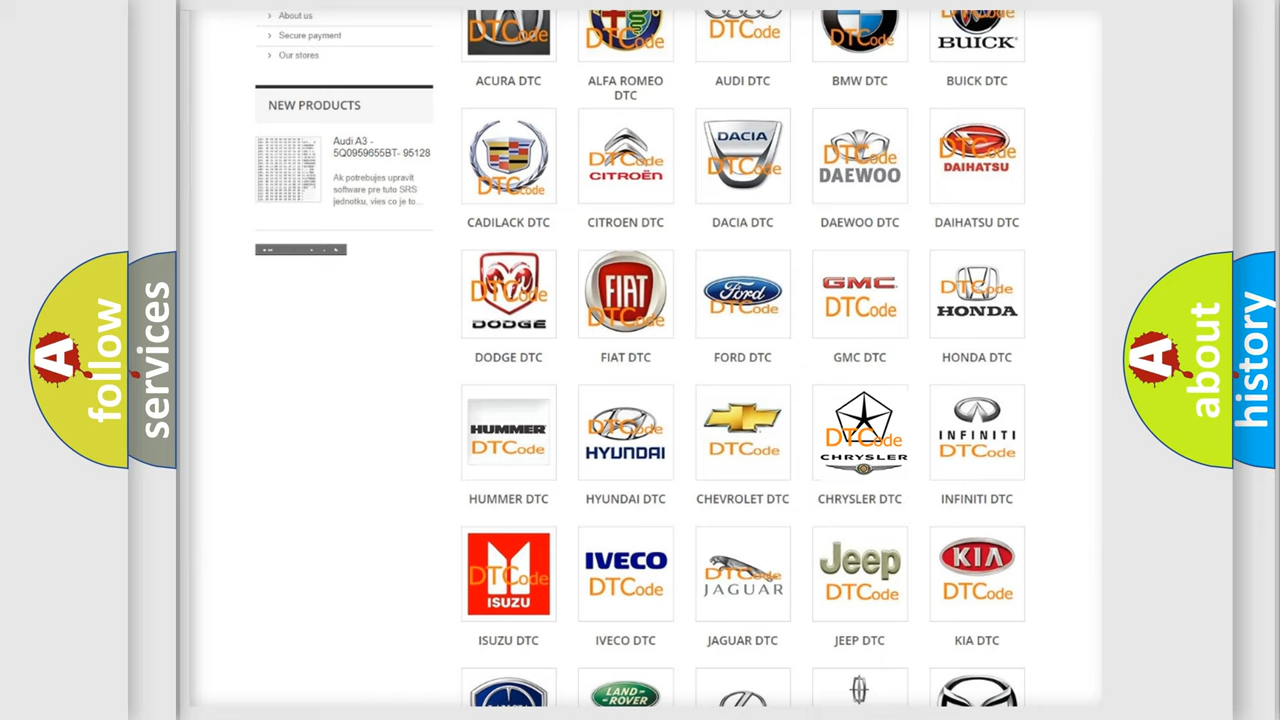 About us
Secure payment
Our stores
NEW PRODUCTS
Audi A3 -
5Q0959655BT- 95128
Ak potrebujes upravit
software pre tuto SRS
jednotku, vies co je to...
DTCode
DTCode
DTCode
DTCode
BUICK
ACURA DTC
ALFA ROMEO
DTC
AUDI DTC
BMW DTC
BUICK DTC
DTCode
DTCode
CITROËN
DACIA
DTCode
DTCode
DAEWOO
DTCode
DAIHATSU
CADILACK DTC
CITROEN DTC
DACIA DTC
DAEWOO DTC
DAIHATSU DTC
DTCode
DODGE
FIAT
DTCode
Ford
DTCode
GMC
DTCode
DTCode
HONDA
DODGE DTC
FIAT DTC
FORD DTC
GMC DTC
HONDA DTC
HUMMER
DTCode
DTCode
HYUNDAI
DTCode
DTCode
CHRYSLER
INFINITI
DTCode
HUMMER DTC
HYUNDAI DTC
CHEVROLET DTC
CHRYSLER DTC
INFINITI DTC
DTCode
ISUZU
IVECO
DTCode
DTCode
JAGUAR
Jeep
DTCode
KIA
DTCode
ISUZU DTC
IVECO DTC
JAGUAR DTC
JEEP DTC
KIA DTC
LAND-
ROVER
A
follow
services
A
about
history